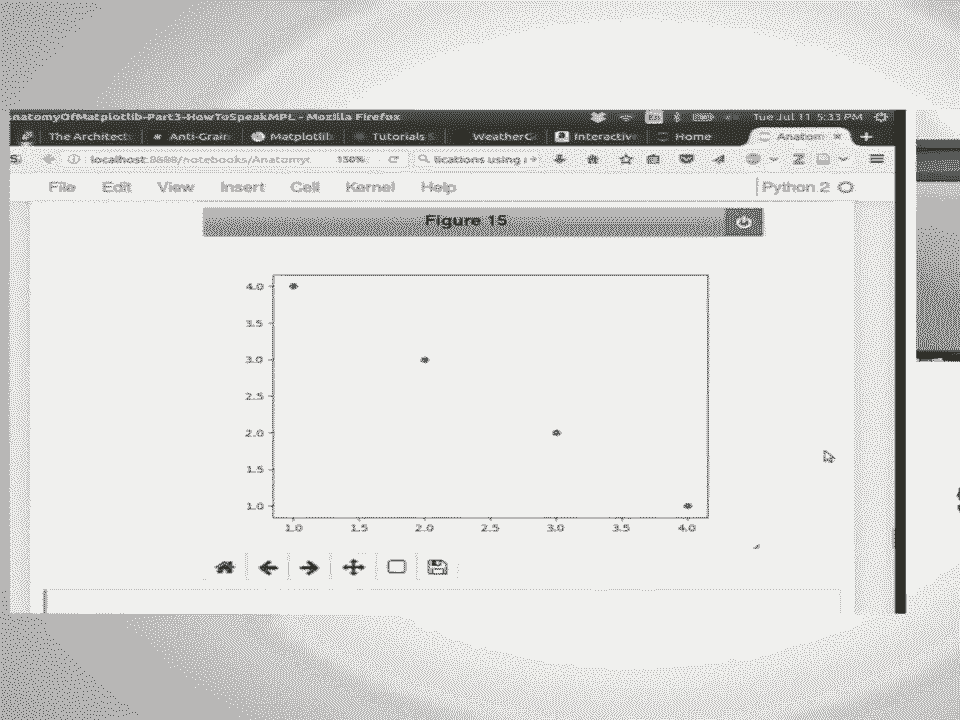 anatomyOfMatplotlib-Part3-HowToSpeakMPL - Mozilla Firefox En Tue Jul 11 5:33 PM
The Architect Anti-Grain Matplotlib Tutorials S WeatherG Interactive Home Anatom × +
localhost:8888/notebooks/Anatomy 150% lications using
File Edit View Insert Cell Kernel Help Python 2
Figure 15
4.0
3.5
3.0
2.5
2.0
1.5
1.0
1.0 1.5 2.0 2.5 3.0 3.5 4.0